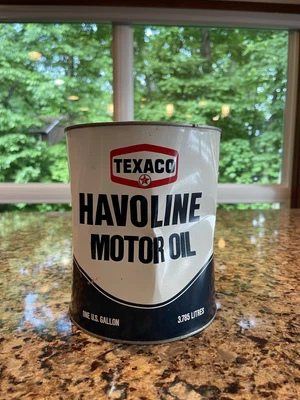 TEXACO
HAVOLINE
MOTOR OIL
ONE U.S. GALLON 3.785 LITRES